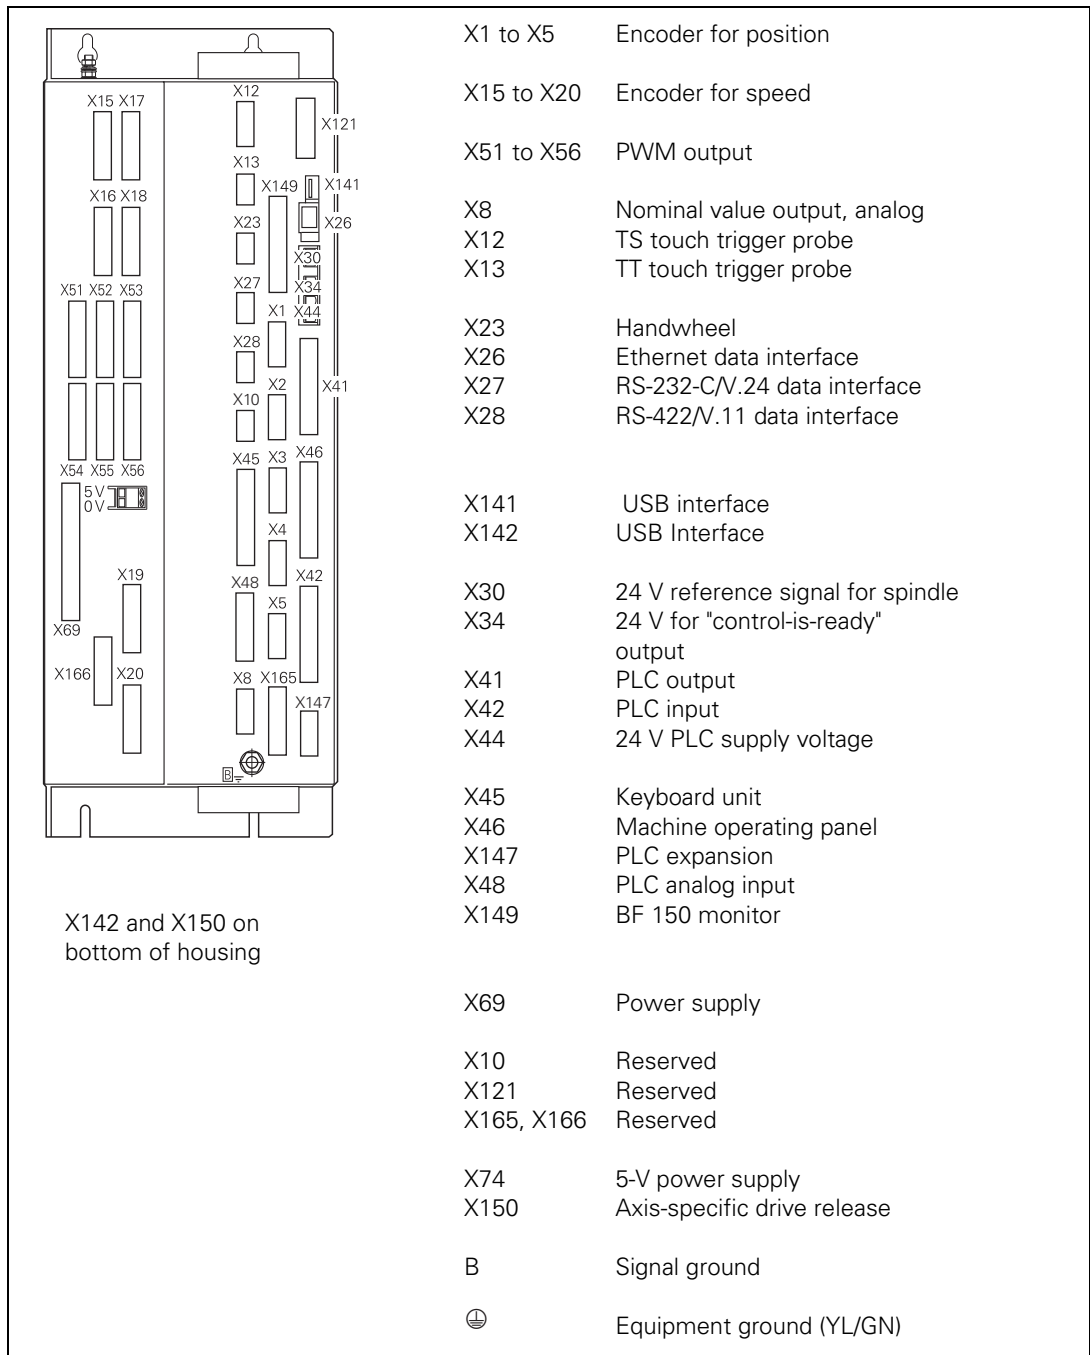 X15 X17
X12
X121
X13
X149
X141
X16 X18
X23
X26
X30
X27
X34
X51 X52 X53
X1
X44
X28
X2
X41
X10
X54 X55 X56
X45 X3
X46
5V
0V
X4
X19
X48
X42
X5
X69
X166
X20
X8 X165
X147
B
X142 and X150 on
bottom of housing
X1 to X5 Encoder for position
X15 to X20 Encoder for speed
X51 to X56 PWM output
X8 Nominal value output, analog
X12 TS touch trigger probe
X13 TT touch trigger probe
X23 Handwheel
X26 Ethernet data interface
X27 RS-232-C/V.24 data interface
X28 RS-422/V.11 data interface
X141 USB interface
X142 USB Interface
X30 24 V reference signal for spindle
X34 24 V for "control-is-ready"
output
X41 PLC output
X42 PLC input
X44 24 V PLC supply voltage
X45 Keyboard unit
X46 Machine operating panel
X147 PLC expansion
X48 PLC analog input
X149 BF 150 monitor
X69 Power supply
X10 Reserved
X121 Reserved
X165, X166 Reserved
X74 5-V power supply
X150 Axis-specific drive release
B Signal ground
Equipment ground (YL/GN)